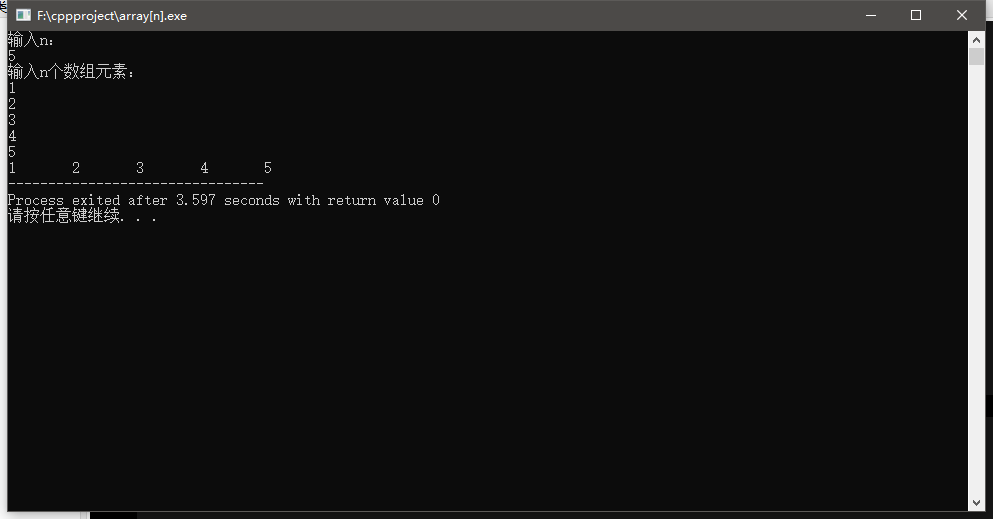 F:\cppproject\array[n].exe
输入n:
5
输入n个数组元素:
1
2
3
4
5
1 2 3 4 5
--------------------------------
Process exited after 3.597 seconds with return value 0
请按任意键继续. . .